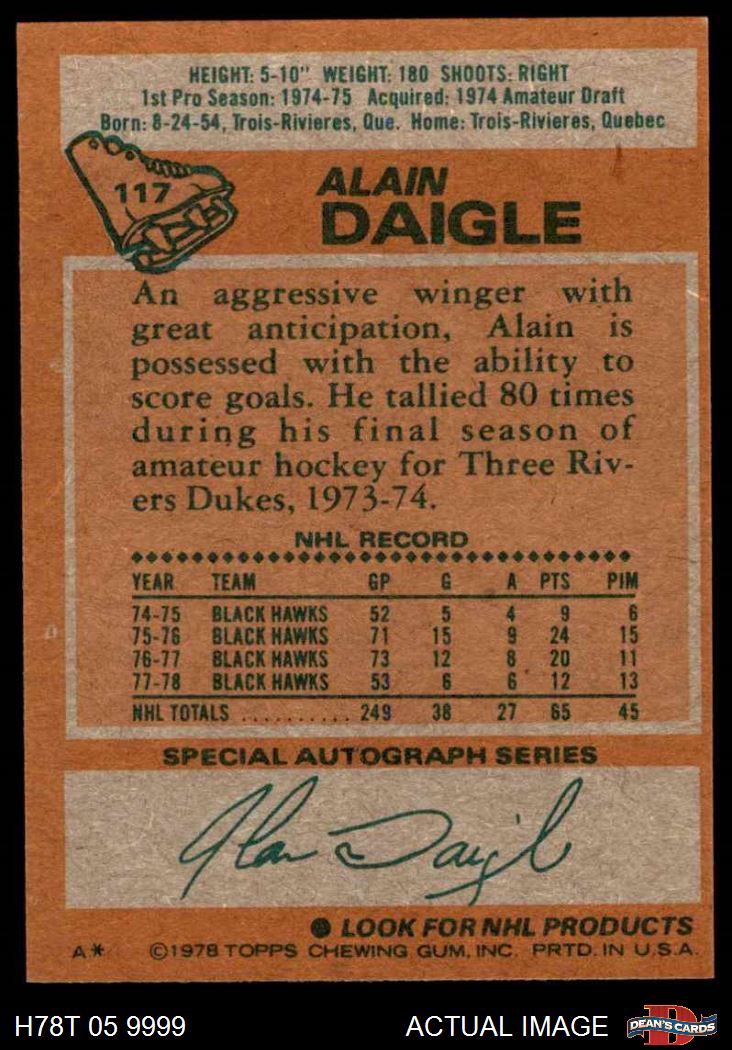 HEIGHT: 5-10" WEIGHT: 180 SHOOTS: RIGHT
1st Pro Season: 1974-75 Acquired: 1974 Amateur Draft
Born: 8-24-54, Trois-Rivieres, Que. Home: Trois-Rivieres, Quebec
117
ALAIN
DAIGLE
An aggressive winger with
great anticipation, Alain is
possessed with the ability to
score goals. He tallied 80 times
during his final season of
amateur hockey for Three Riv-
ers Dukes, 1973-74.
NHL RECORD
YEAR TEAM GP G A PTS PIM
74-75 BLACK HAWKS 52 5 4 9 6
75-76 BLACK HAWKS 71 15 9 24 15
76-77 BLACK HAWKS 73 12 8 20 11
77-78 BLACK HAWKS 53 6 6 12 13
NHL TOTALS .......... 249 38 27 65 45
SPECIAL AUTOGRAPH SERIES
Alain Daigle
LOOK FOR NHL PRODUCTS
A* ©1978 TOPPS CHEWING GUM, INC. PRTD. IN U.S.A.
H78T 05 9999 ACTUAL IMAGE DEAN'S CARDS